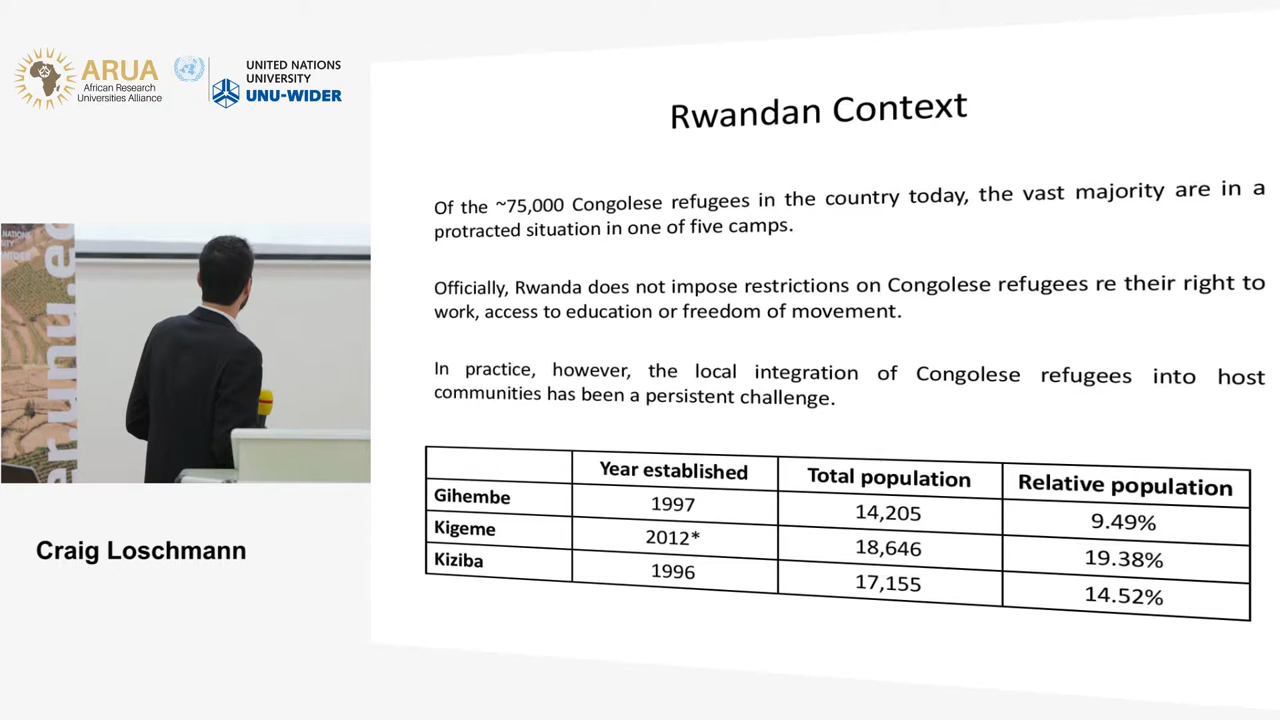 ARUA
African Research
Universities Alliance
UNITED NATIONS
UNIVERSITY
UNU-WIDER
Rwandan Context
Of the ~75,000 Congolese refugees in the country today, the vast majority are in a
protracted situation in one of five camps.
Officially, Rwanda does not impose restrictions on Congolese refugees re their right to
work, access to education or freedom of movement.
In practice, however, the local integration of Congolese refugees into host
communities has been a persistent challenge.
Year established Total population Relative population
Gihembe 1997 14,205 9.49%
Kigeme 2012* 18,646 19.38%
Kiziba 1996 17,155 14.52%
NATIONS
er.unu.e
Craig Loschmann